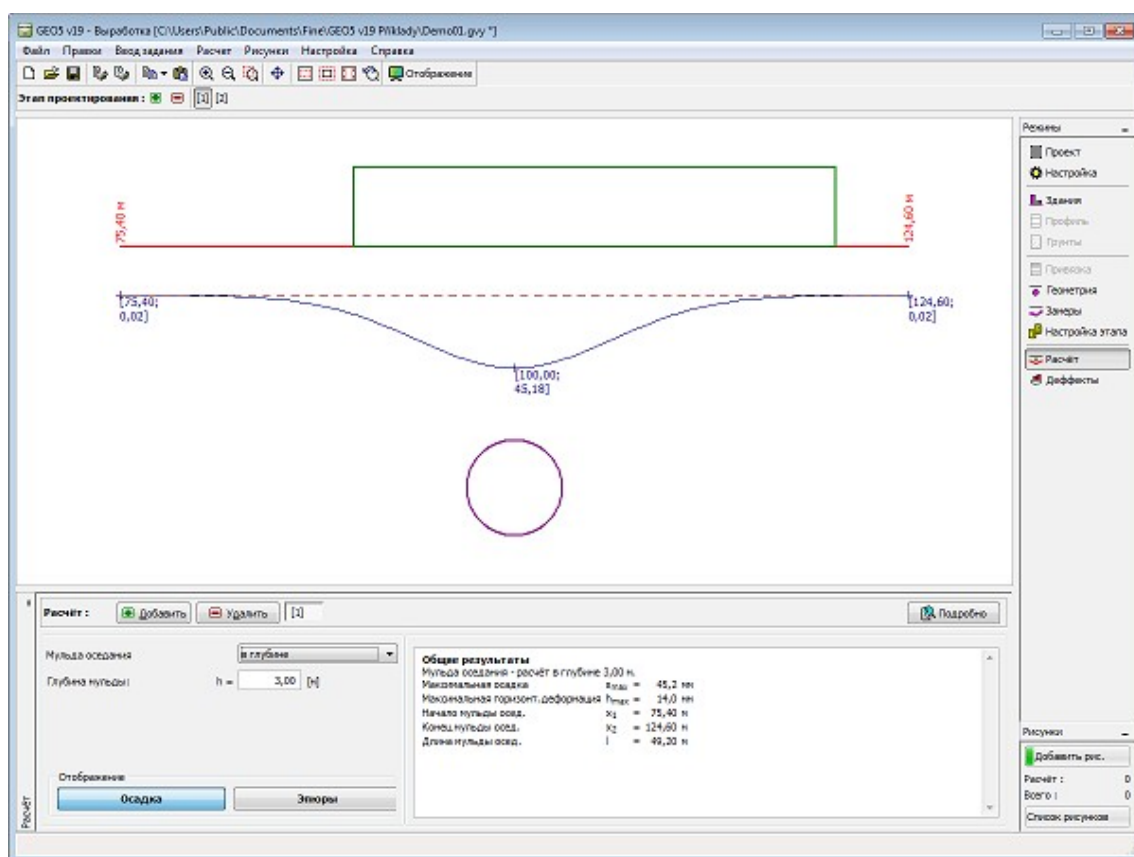 GEO5 v19 - Выработка [C:\Users\Public\Documents\Fine\GEO5 v19 Příklady\Demo01.gvy *]
Файл Правки Ввод задания Расчет Рисунки Настройка Справка
Отображение
Этап проектирования : [1] [2]
75,40 м
124,60 м
[75,40;
0,02]
[124,60;
0,02]
[100,00;
45,18]
Режимы
Проект
Настройка
Здания
Профиль
Грунты
Привязка
Геометрия
Замеры
Настройка этапа
Расчёт
Деффекты
Расчёт : Добавить Удалить [1] Подробно
Мульда оседания в глубине
Глубина мульды: h = 3,00 [м]
Отображение
Осадка Эпюры
Расчёт
Общие результаты
Мульда оседания - расчёт в глубине 3,00 м.
Максимальная осадка smax = 45,2 мм
Максимальная горизонт.деформация hmax = 14,0 мм
Начало мульды осед. x1 = 75,40 м
Конец мульды осед. x2 = 124,60 м
Длина мульды осед. l = 49,20 м
Рисунки
Добавить рис.
Расчёт : 0
Всего : 0
Список рисунков